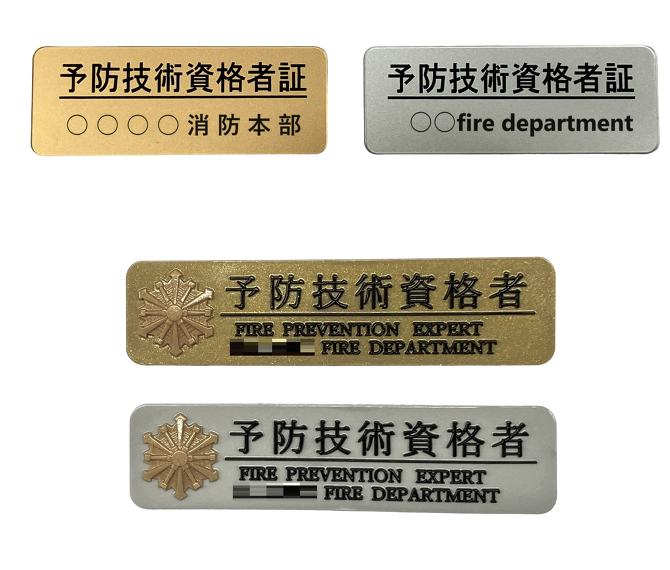 予防技術資格者証
○○○○消防本部
予防技術資格者証
○○fire department
予防技術資格者
FIRE PREVENTION EXPERT
FIRE DEPARTMENT
予防技術資格者
FIRE PREVENTION EXPERT
FIRE DEPARTMENT